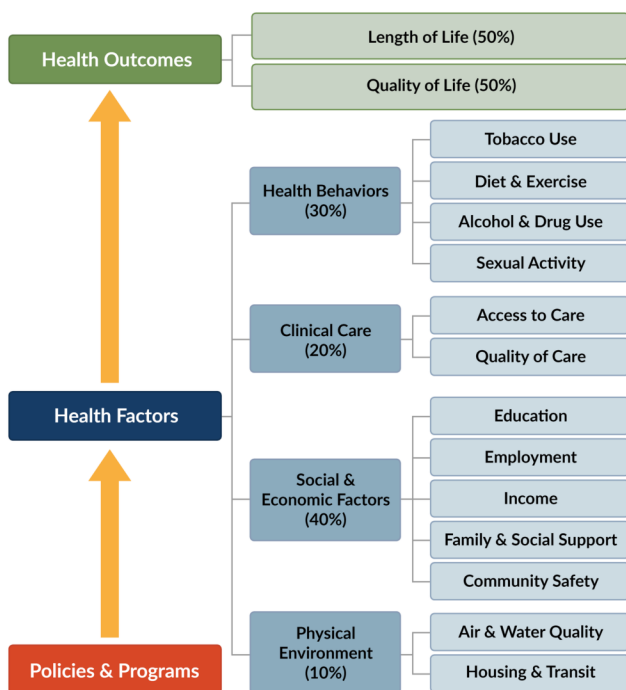 Health Outcomes
Length of Life (50%)
Quality of Life (50%)
Health Factors
Health Behaviors
(30%)
Tobacco Use
Diet & Exercise
Alcohol & Drug Use
Sexual Activity
Clinical Care
(20%)
Access to Care
Quality of Care
Social &
Economic Factors
(40%)
Education
Employment
Income
Family & Social Support
Community Safety
Physical
Environment
(10%)
Air & Water Quality
Housing & Transit
Policies & Programs